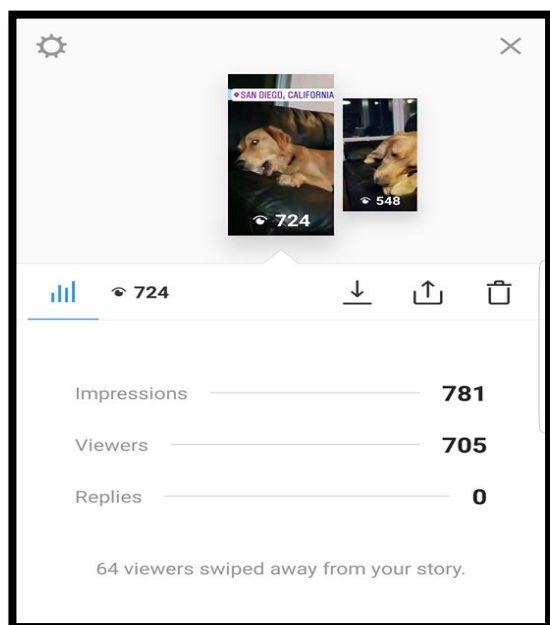 SAN DIEGO, CALIFORNIA
724
548
724
Impressions 781
Viewers 705
Replies 0
64 viewers swiped away from your story.